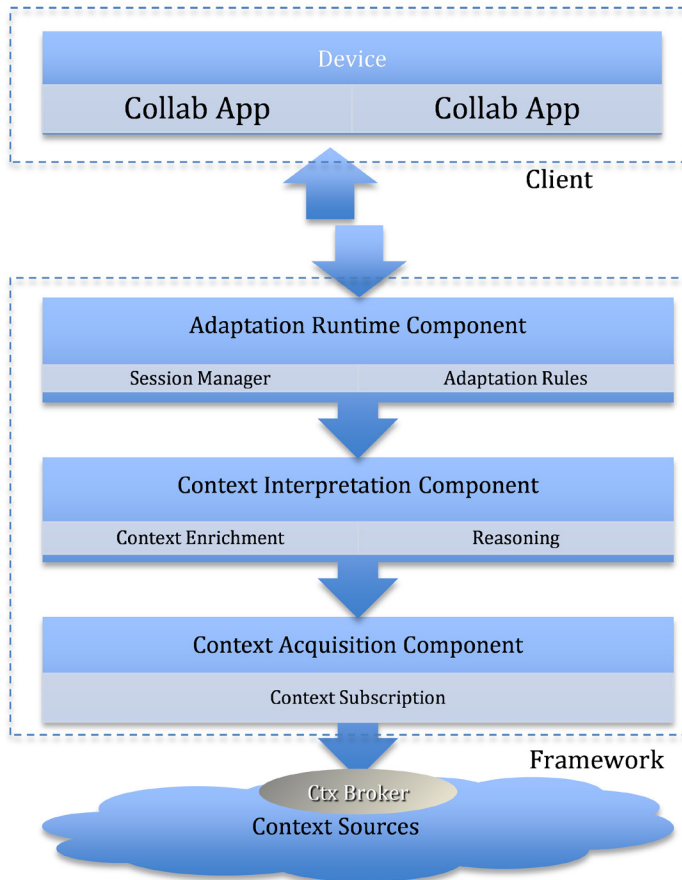 Device
Collab App Collab App
Client
Adaptation Runtime Component
Session Manager Adaptation Rules
Context Interpretation Component
Context Enrichment Reasoning
Context Acquisition Component
Context Subscription
Framework
Ctx Broker
Context Sources